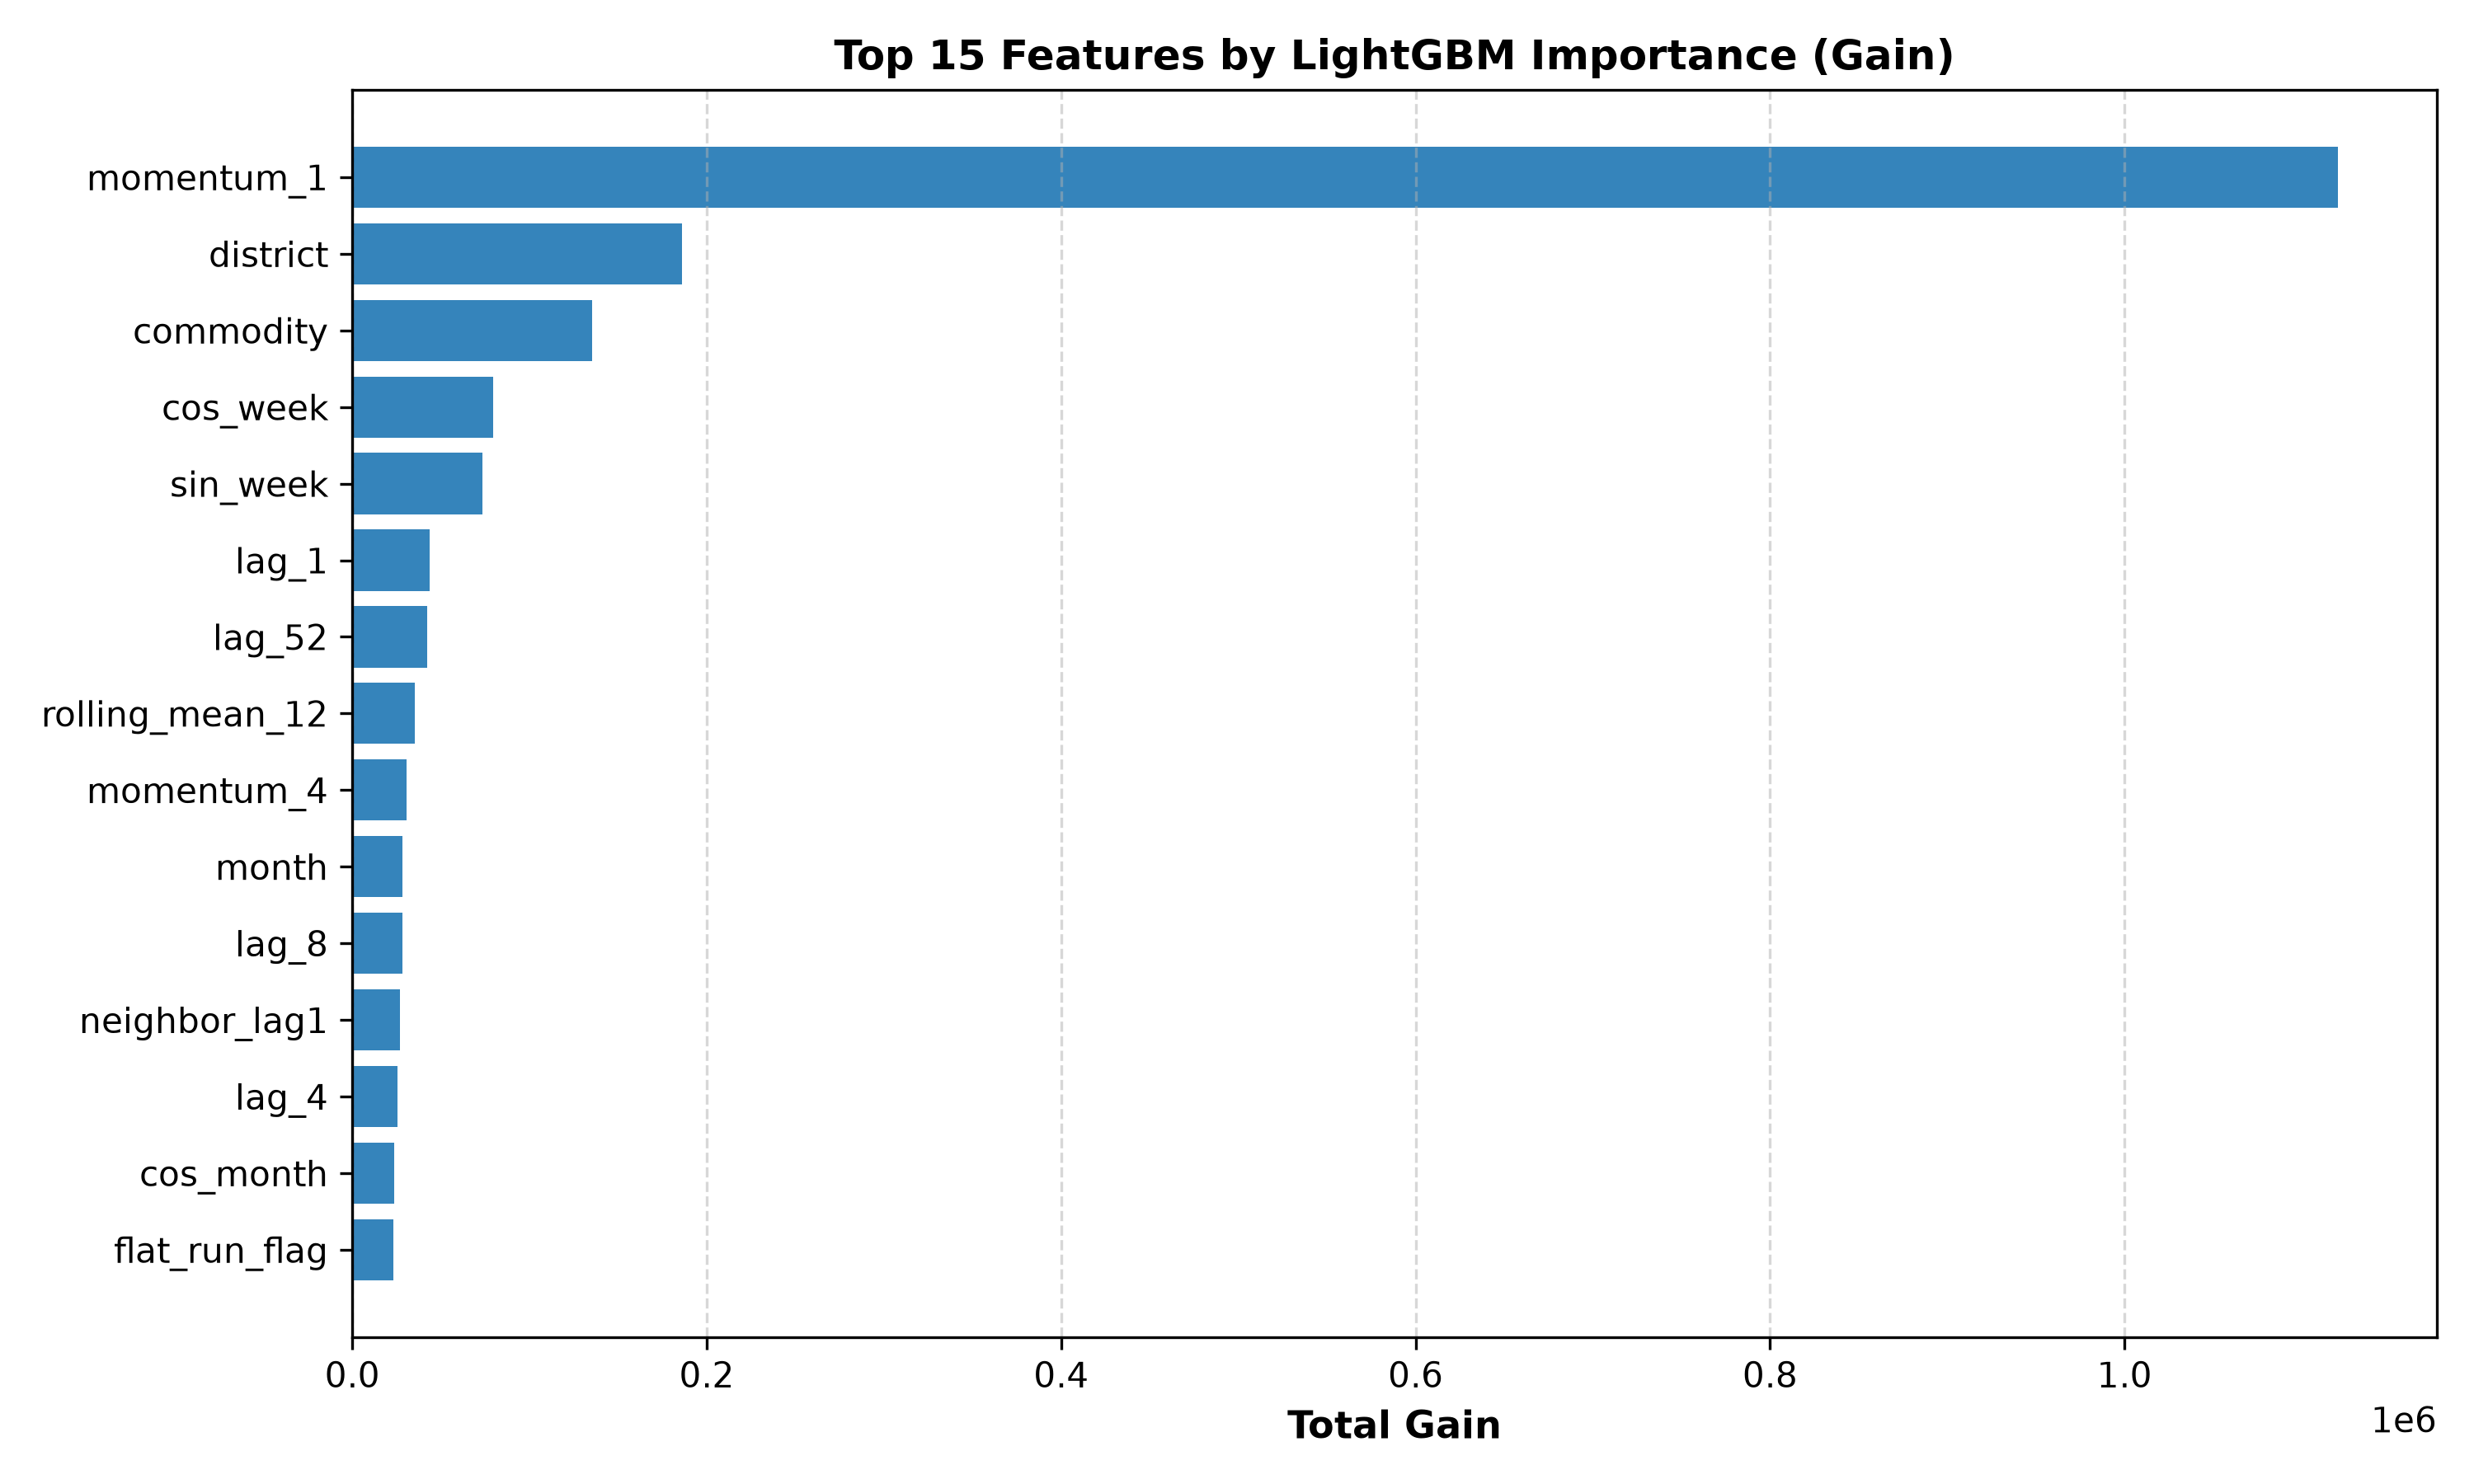 Top 15 Features by LightGBM Importance (Gain)
momentum_1
district
commodity
cos_week
sin_week
lag_1
lag_52
rolling_mean_12
momentum_4
month
lag_8
neighbor_lag1
lag_4
cos_month
flat_run_flag
0.0 0.2 0.4 0.6 0.8 1.0
Total Gain
1e6